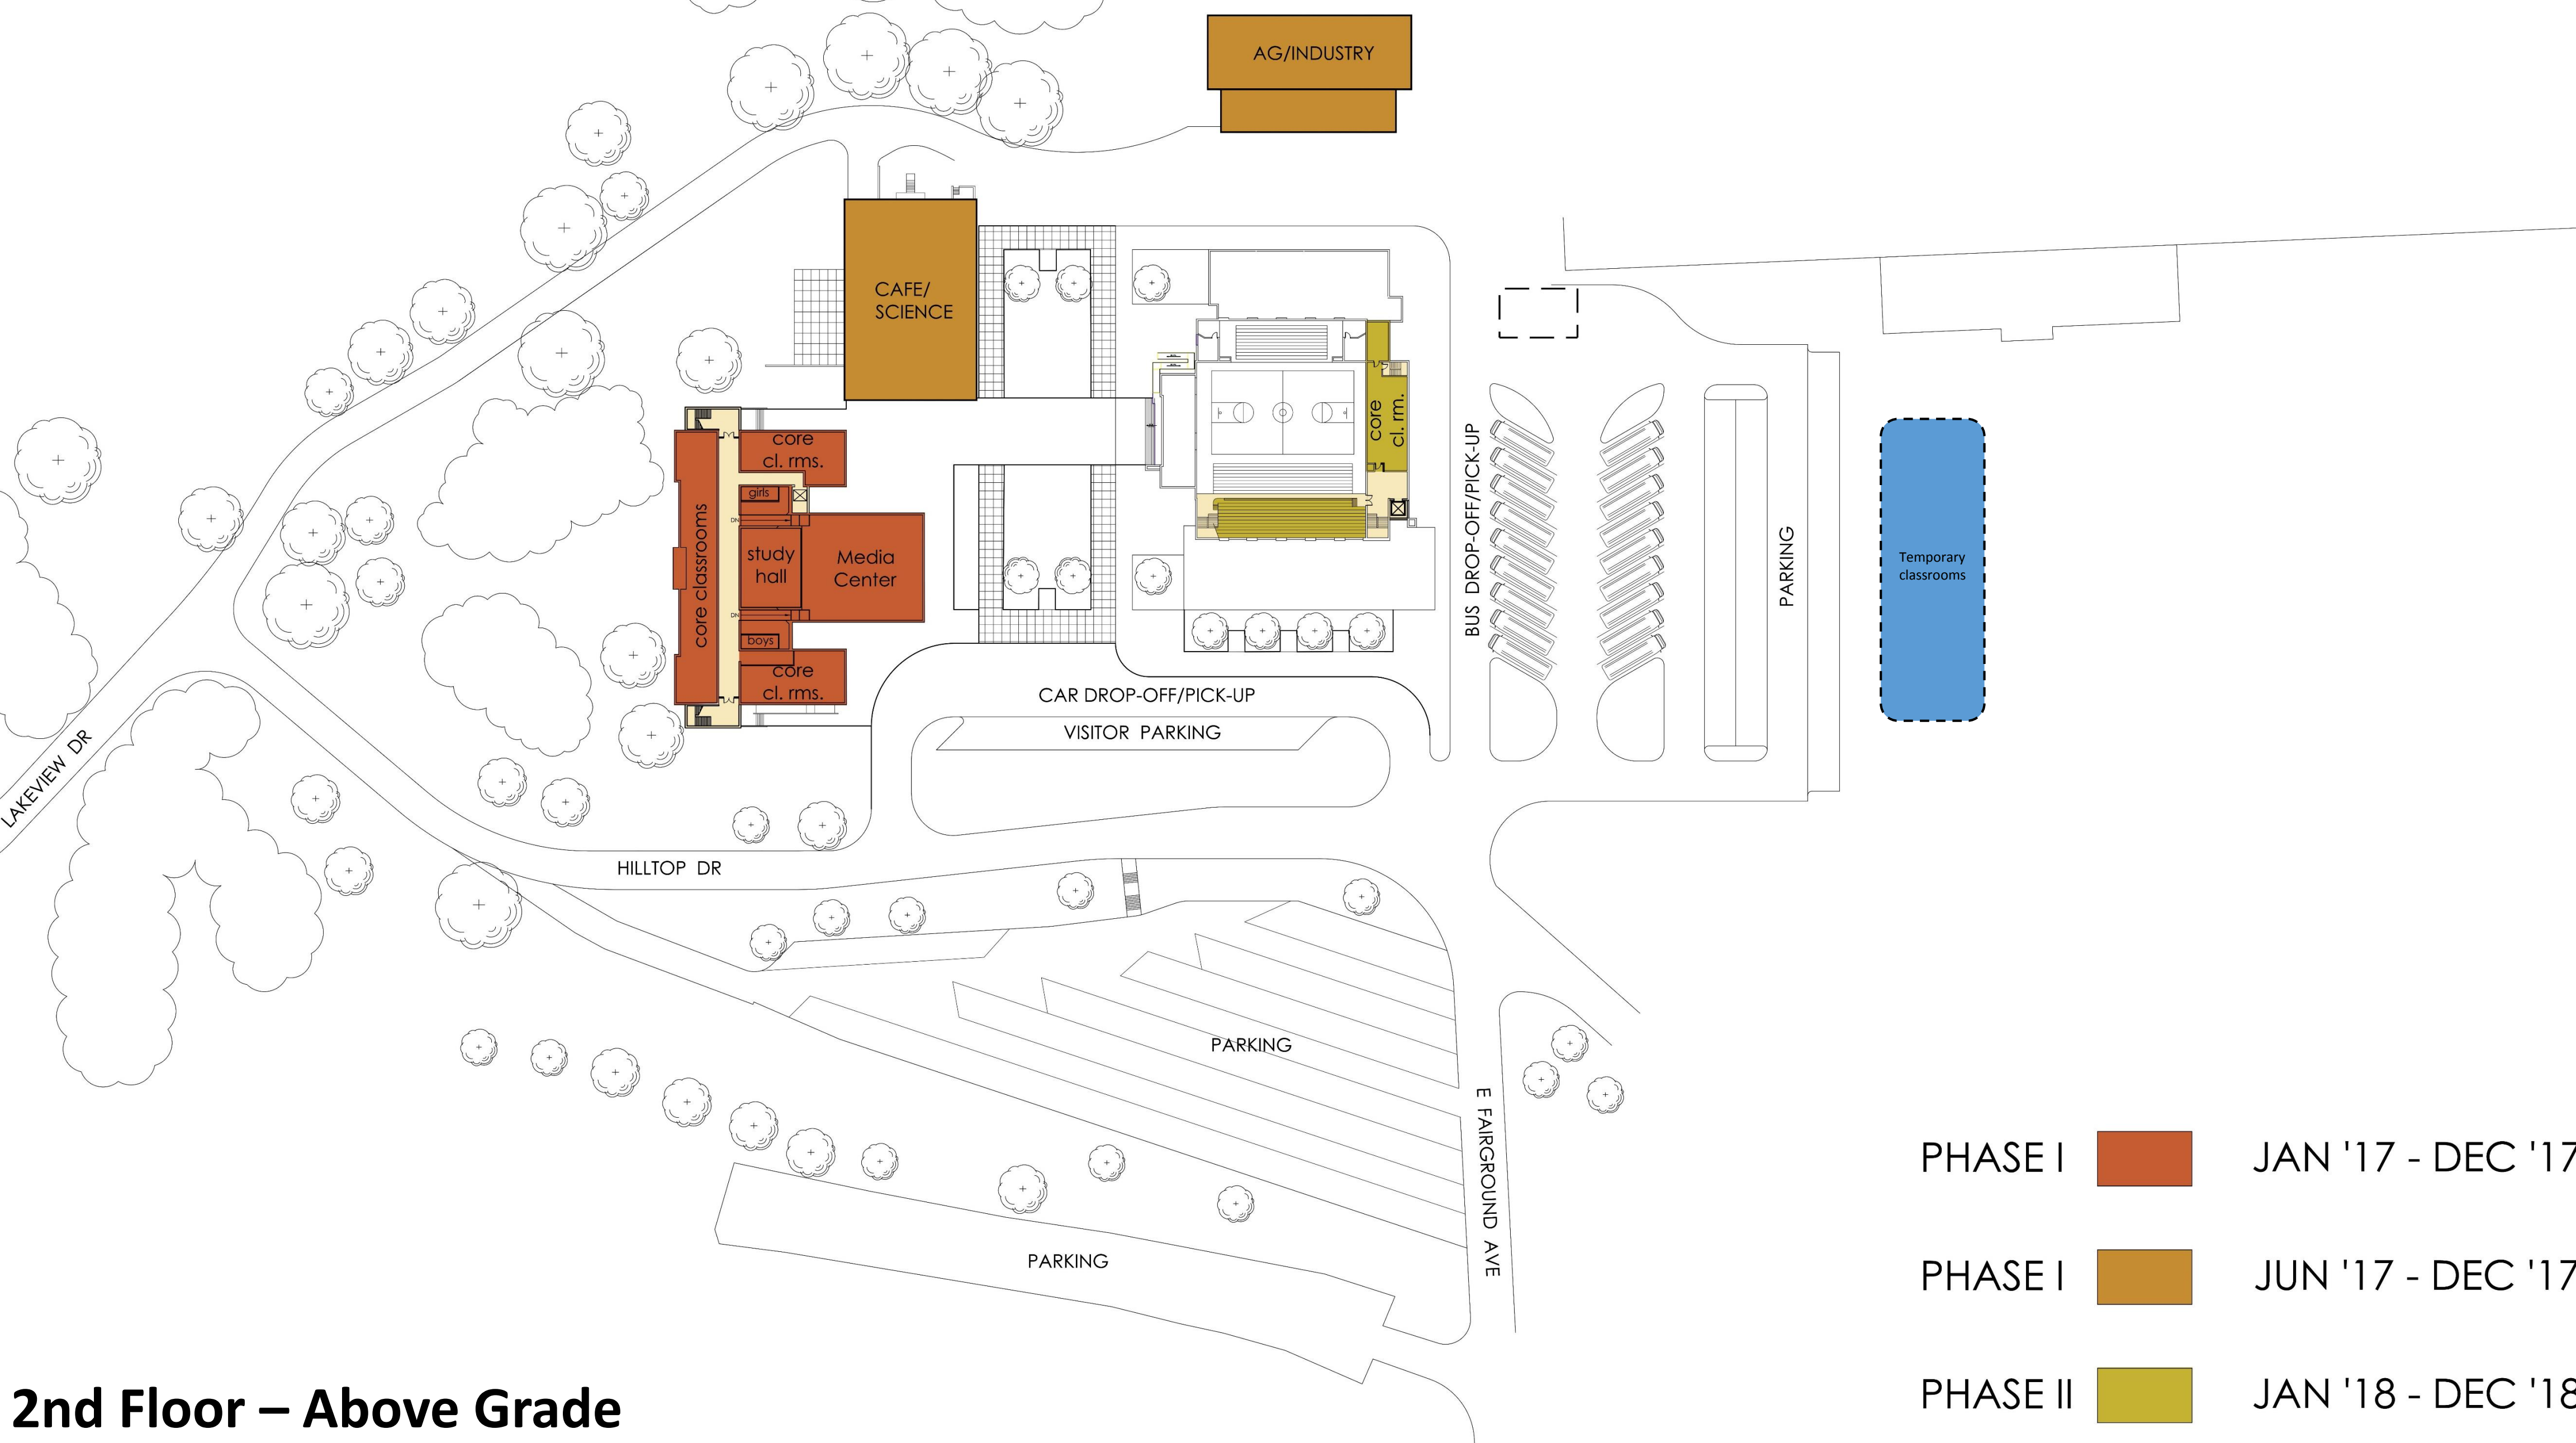 AG/INDUSTRY
CAFE/
SCIENCE
core
cl. rms.
girls
DN
core classrooms
study
hall
Media
Center
DN
boys
core
cl. rms.
core
cl. rm.
BUS DROP-OFF/PICK-UP
PARKING
Temporary
classrooms
CAR DROP-OFF/PICK-UP
VISITOR PARKING
LAKEVIEW DR
HILLTOP DR
PARKING
E FAIRGROUND AVE
PARKING
PHASE I
JAN '17 - DEC '17
PHASE I
JUN '17 - DEC '17
PHASE II
JAN '18 - DEC '18
2nd Floor – Above Grade